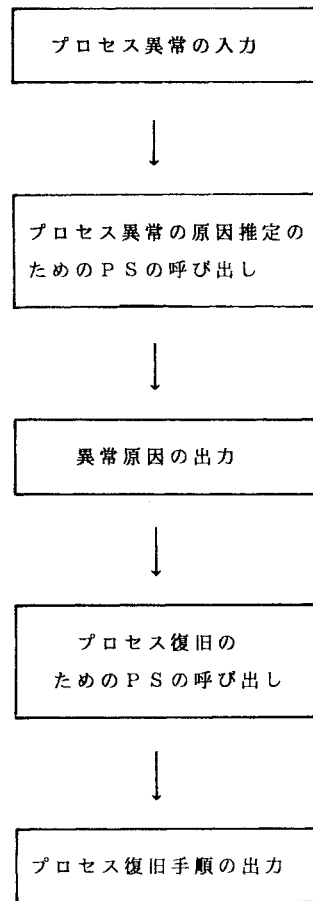 プロセス異常の入力
プロセス異常の原因推定の
ためのPSの呼び出し
異常原因の出力
プロセス復旧の
ためのPSの呼び出し
プロセス復旧手順の出力